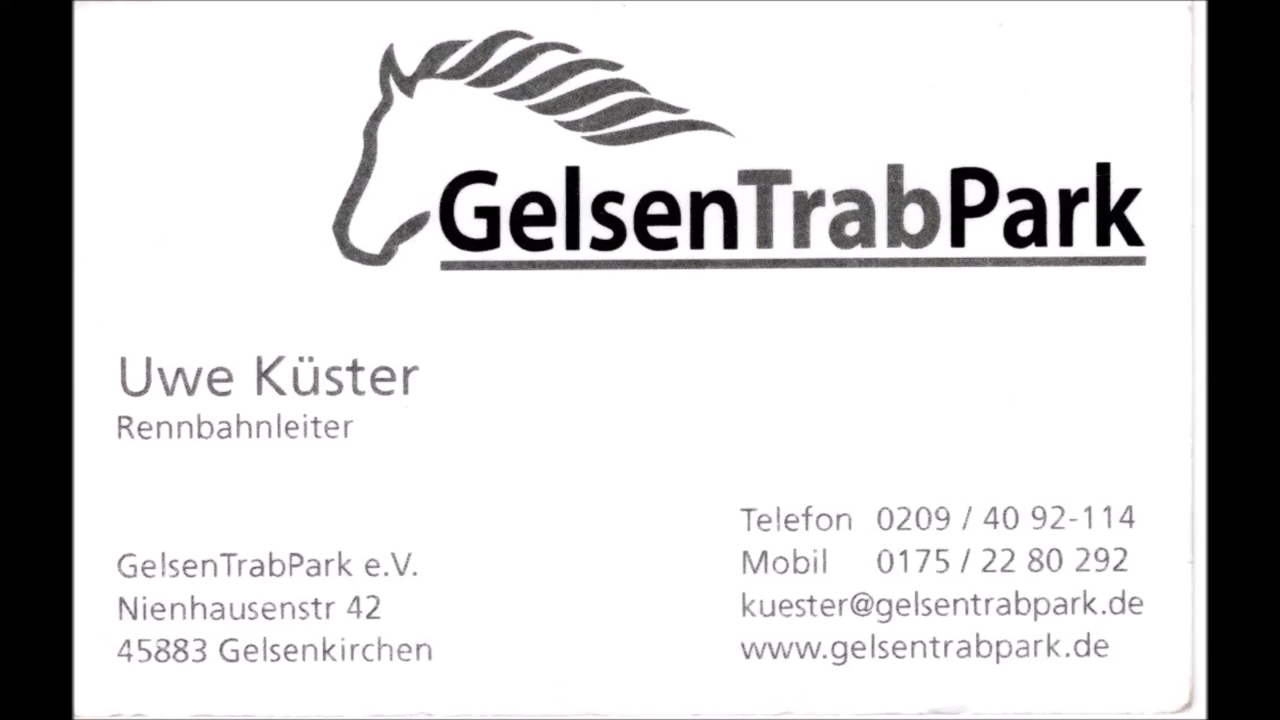 GelsenTrabPark
Uwe Küster
Rennbahnleiter
GelsenTrabPark e.V.
Nienhausenstr 42
45883 Gelsenkirchen
Telefon 0209 / 40 92-114
Mobil 0175 / 22 80 292
kuester@gelsentrabpark.de
www.gelsentrabpark.de